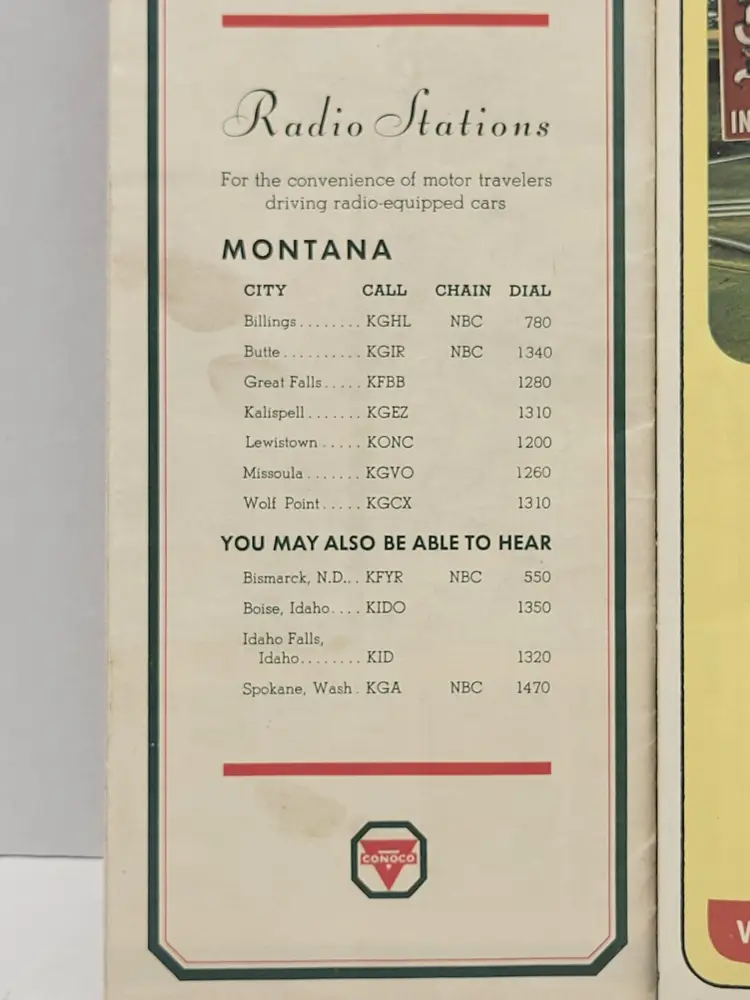 Radio Stations
For the convenience of motor travelers
driving radio-equipped cars
MONTANA
CITY CALL CHAIN DIAL
Billings........ KGHL NBC 780
Butte.......... KGIR NBC 1340
Great Falls..... KFBB 1280
Kalispell....... KGEZ 1310
Lewistown..... KONC 1200
Missoula....... KGVO 1260
Wolf Point..... KGCX 1310
YOU MAY ALSO BE ABLE TO HEAR
Bismarck, N.D... KFYR NBC 550
Boise, Idaho.... KIDO 1350
Idaho Falls,
Idaho........ KID 1320
Spokane, Wash. KGA NBC 1470
CONOCO
IN